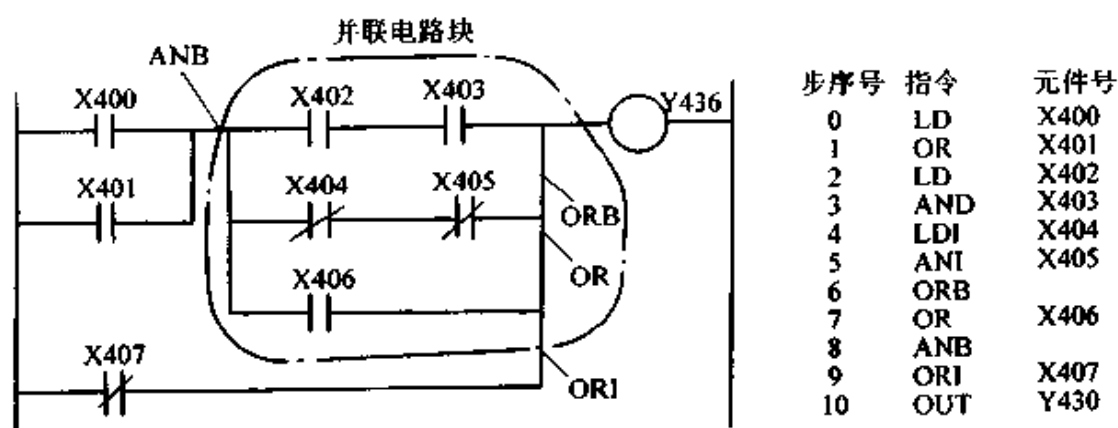 并联电路块
ANB
X400
X402
X403
Y436
X401
X404
X405
ORB
OR
X406
X407
ORI
步序号 指令 元件号
0 LD X400
1 OR X401
2 LD X402
3 AND X403
4 LDI X404
5 ANI X405
6 ORB
7 OR X406
8 ANB
9 ORI X407
10 OUT Y430